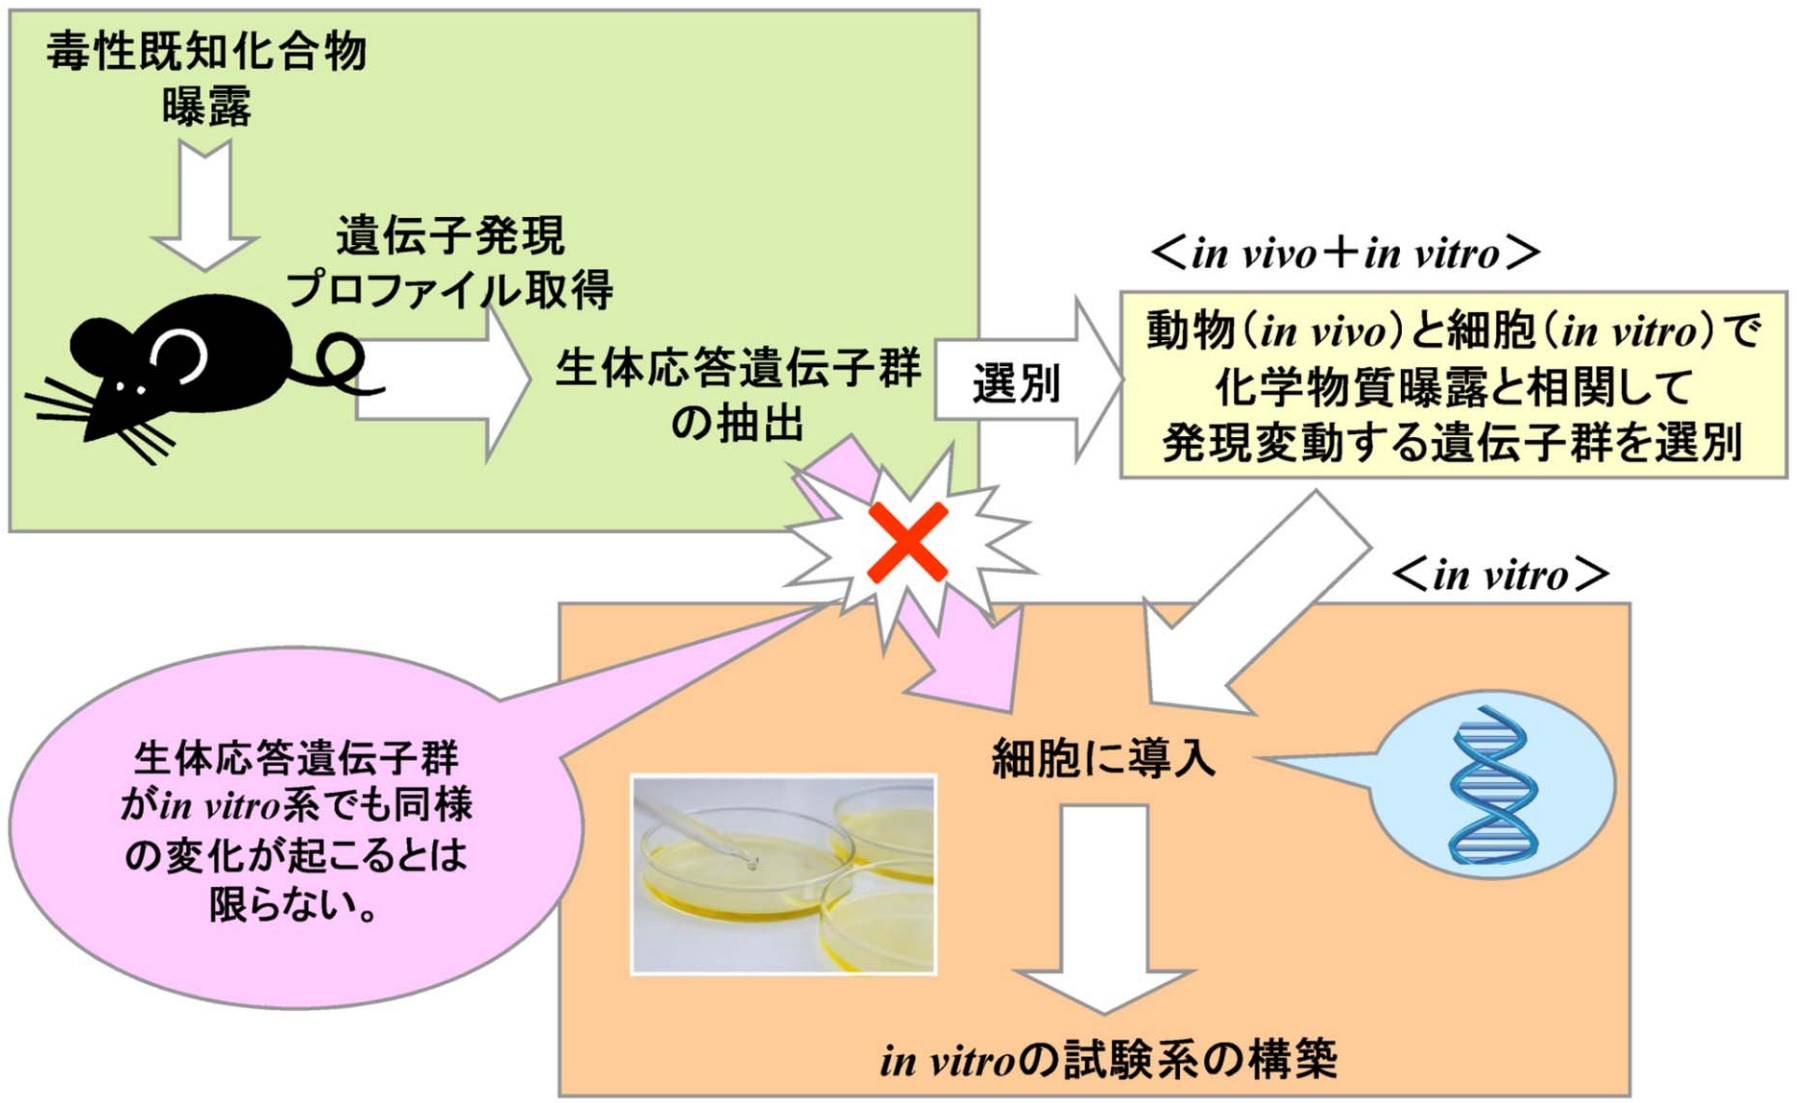 毒性既知化合物
曝露
遺伝子発現
プロファイル取得
生体応答遺伝子群
の抽出
選別
＜in vivo＋in vitro＞
動物（in vivo）と細胞（in vitro）で
化学物質曝露と相関して
発現変動する遺伝子群を選別
＜in vitro＞
生体応答遺伝子群
がin vitro系でも同様
の変化が起こるとは
限らない。
細胞に導入
in vitroの試験系の構築